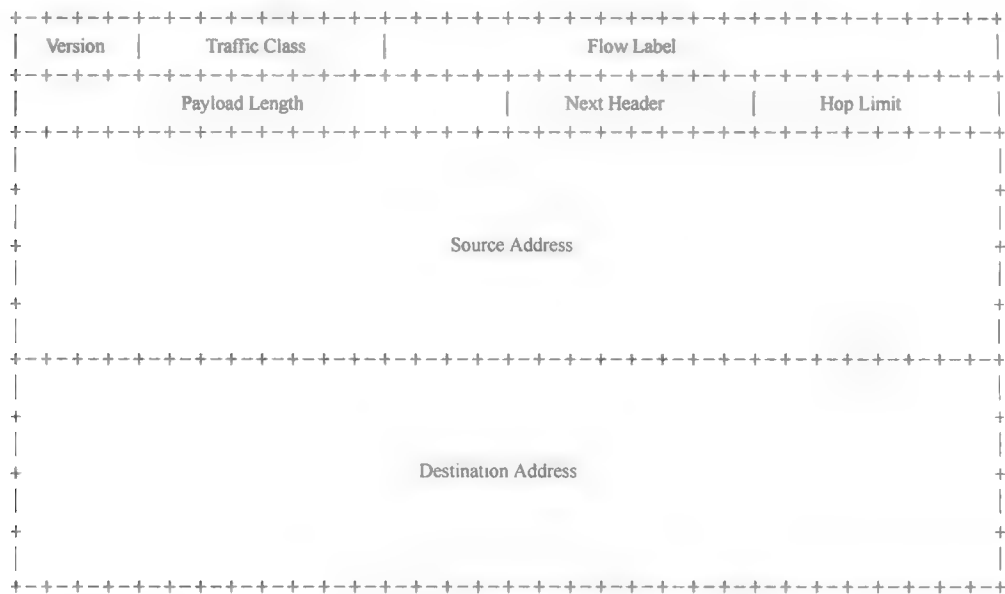 Version Traffic Class Flow Label
Payload Length Next Header Hop Limit
Source Address
Destination Address